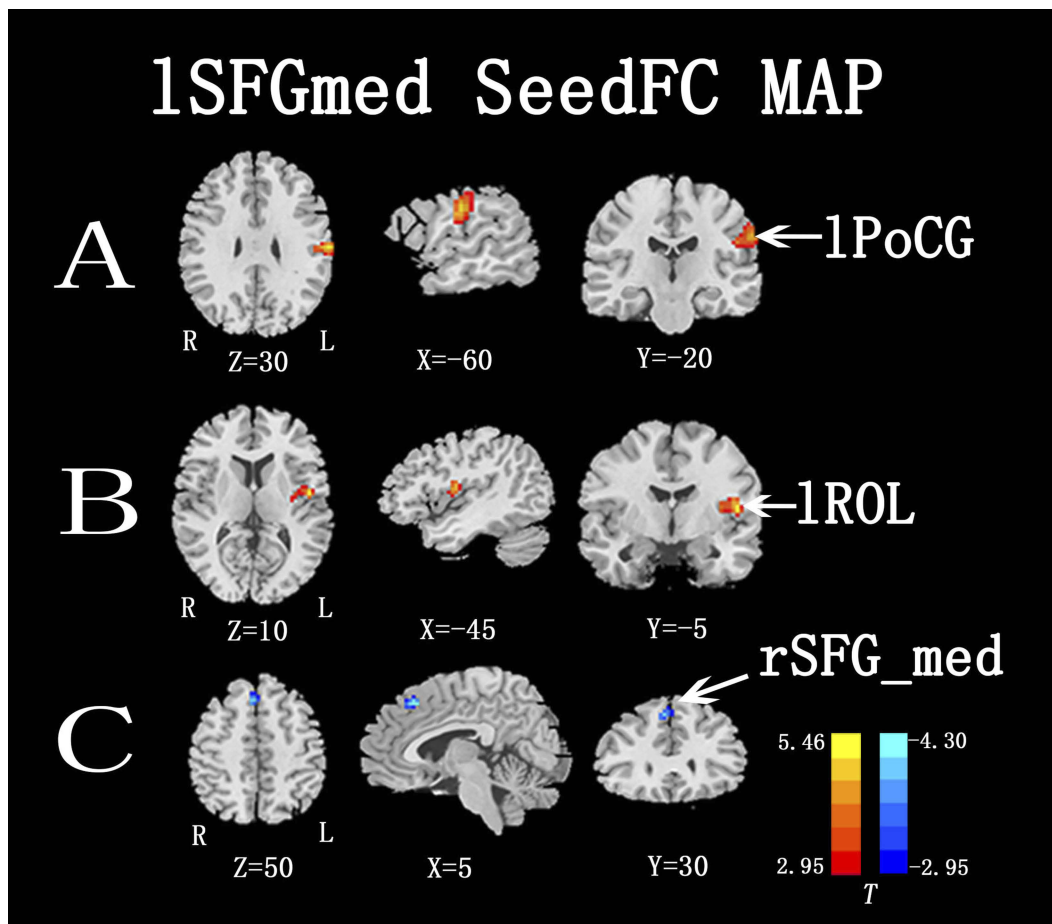 lSFGmed SeedFC MAP
A
lPoCG
R L
Z=30 X=-60 Y=-20
B
lROL
R L
Z=10 X=-45 Y=-5
rSFG_med
C
5.46 -4.30
R L
2.95 -2.95
Z=50 X=5 Y=30
T